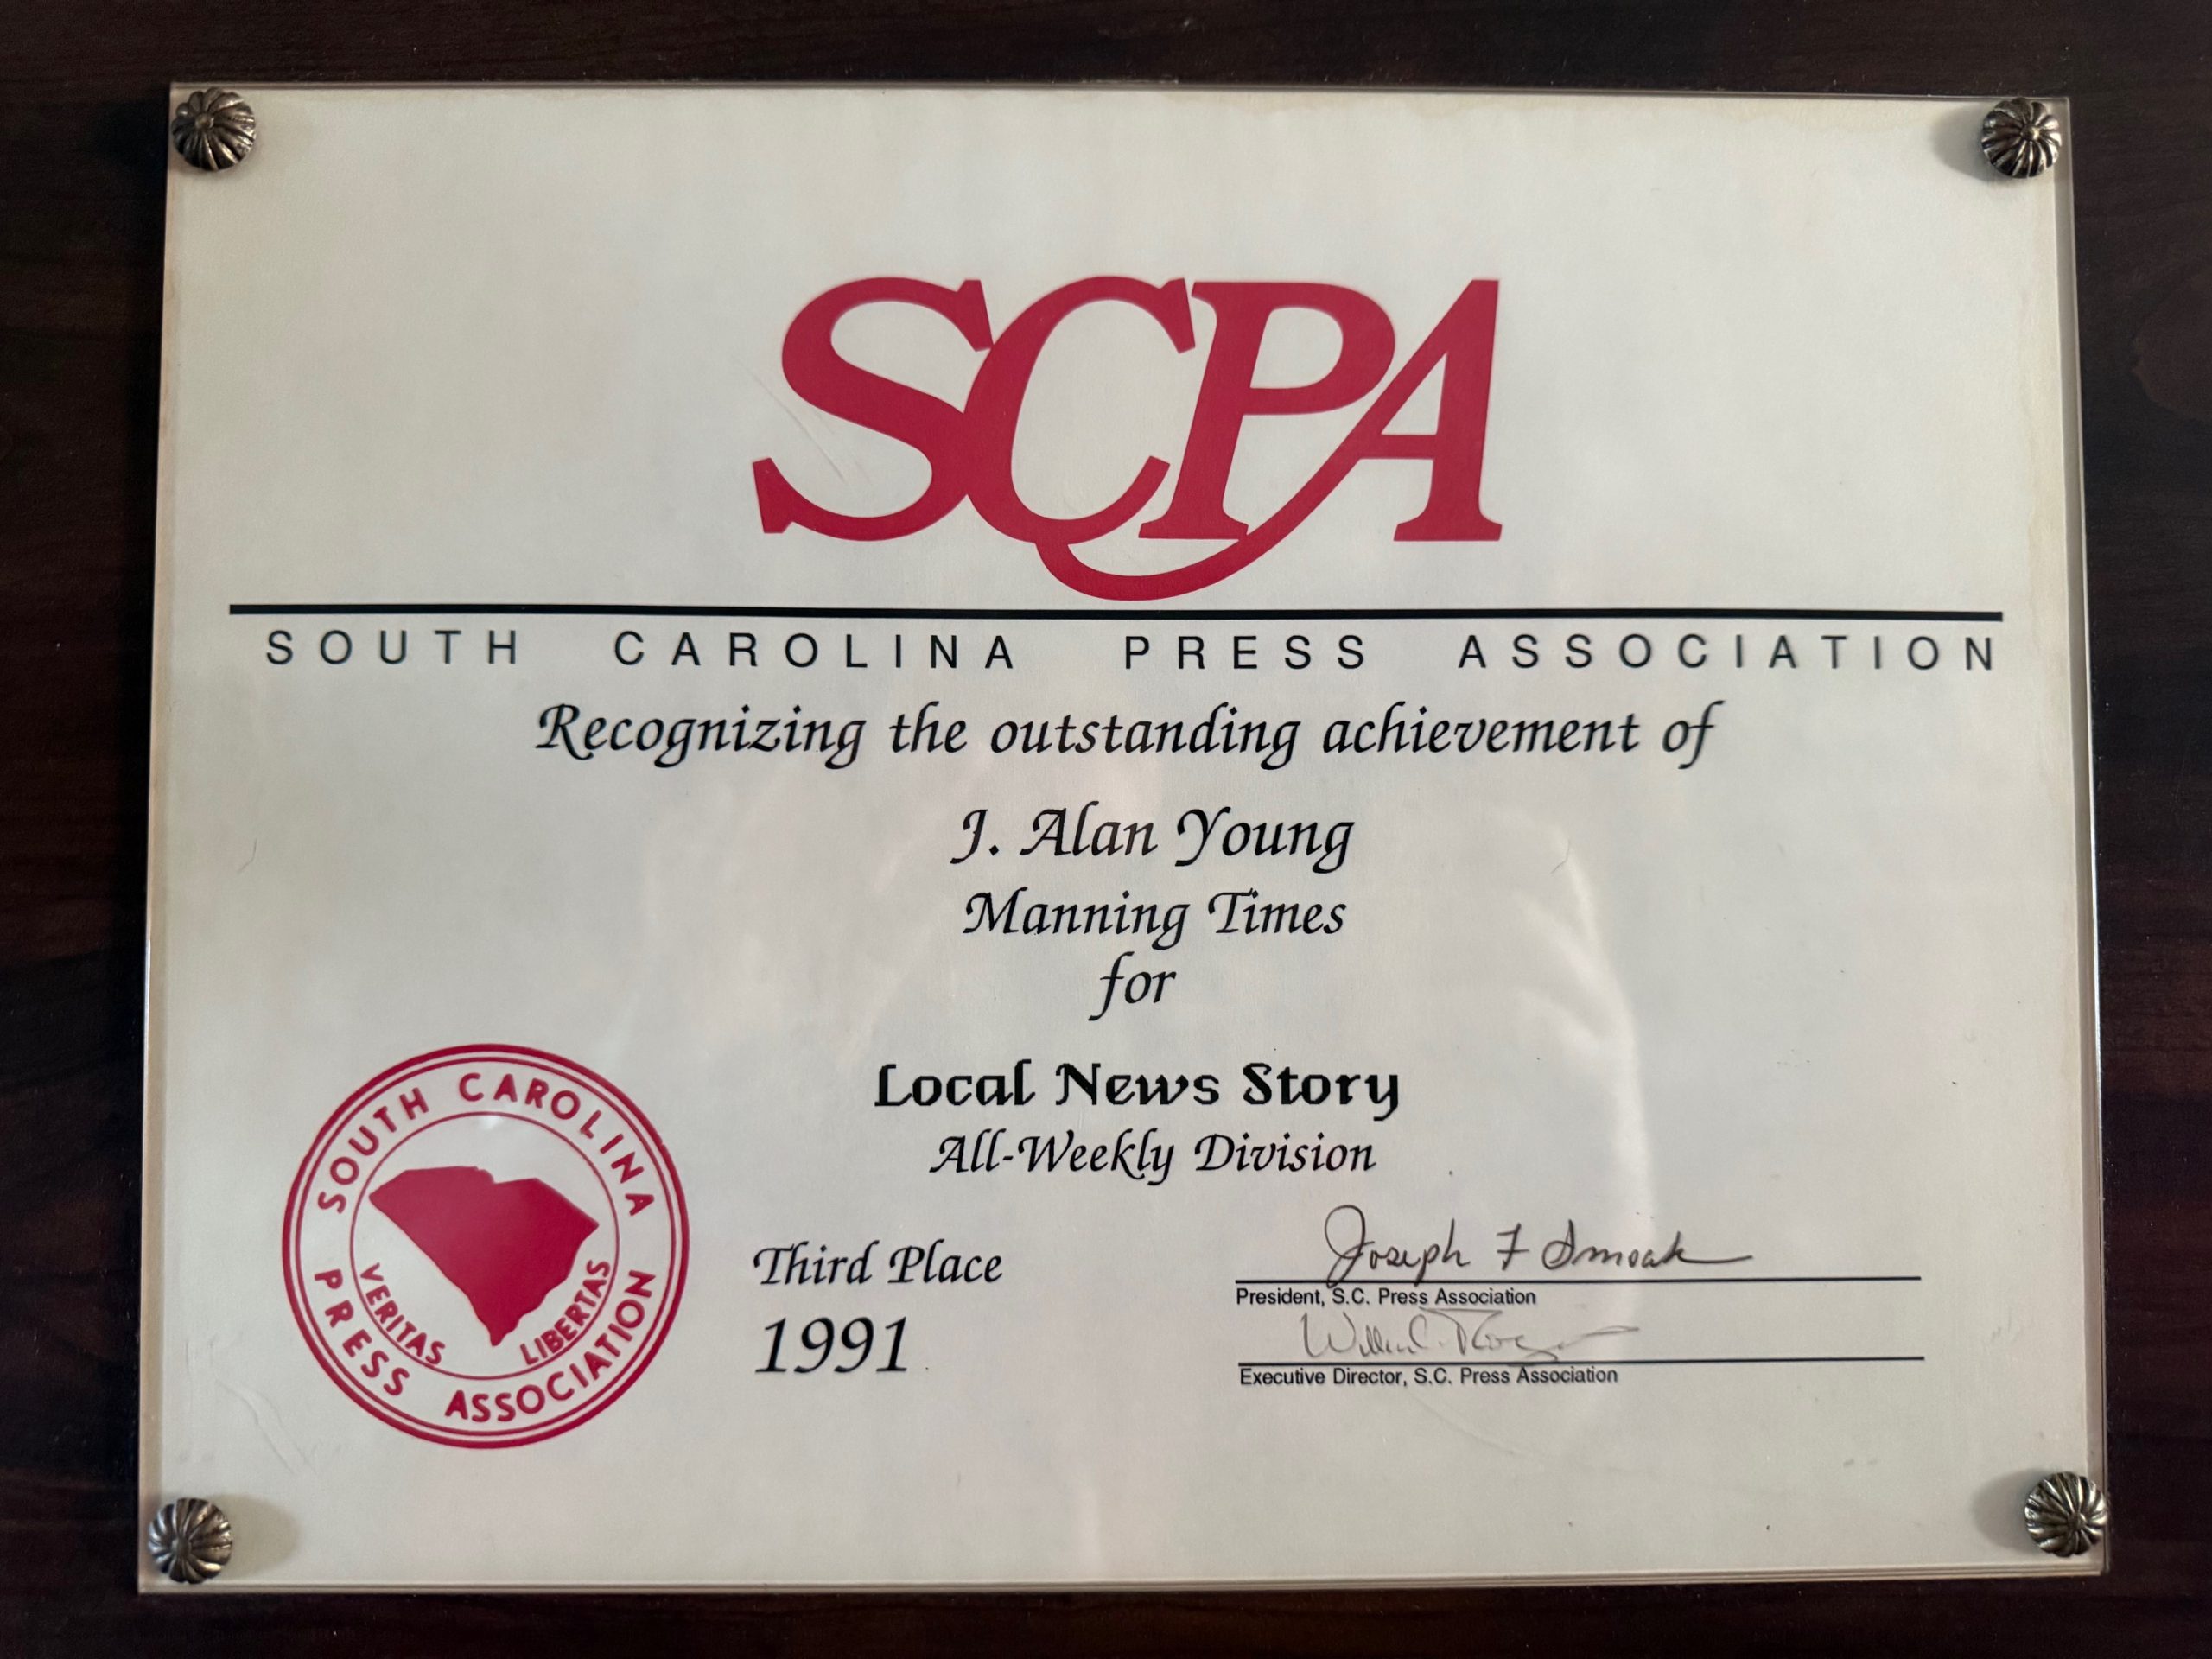 SCPA
SOUTH CAROLINA PRESS ASSOCIATION
Recognizing the outstanding achievement of
J. Alan Young
Manning Times
for
Local News Story
All-Weekly Division
SOUTH CAROLINA
PRESS ASSOCIATION
VERITAS LIBERTAS
Third Place
1991
Joseph F Smoak
President, S.C. Press Association
Executive Director, S.C. Press Association